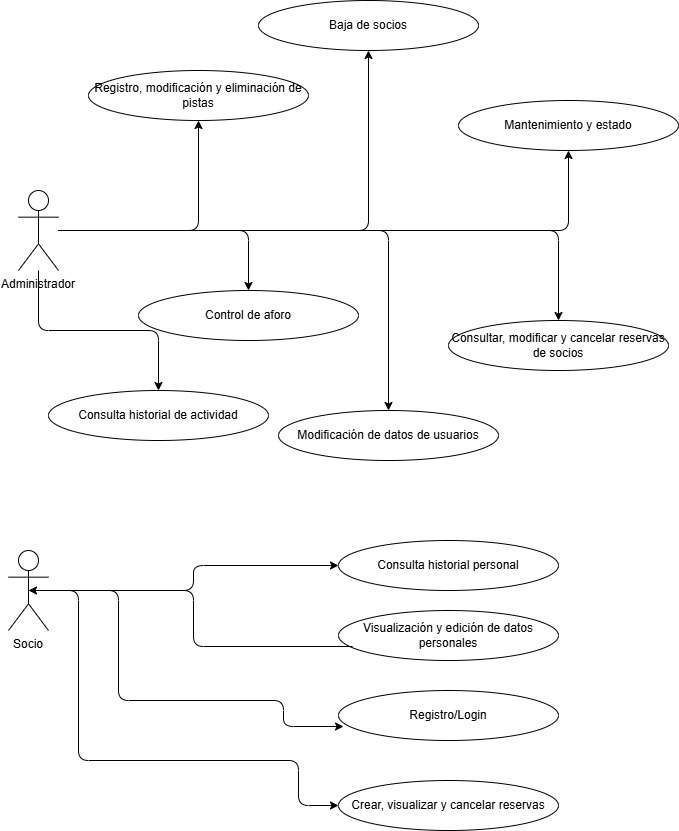 Baja de socios
Registro, modificación y eliminación de
pistas
Mantenimiento y estado
Administrador
Control de aforo
Consultar, modificar y cancelar reservas
de socios
Consulta historial de actividad
Modificación de datos de usuarios
Consulta historial personal
Visualización y edición de datos
personales
Socio
Registro/Login
Crear, visualizar y cancelar reservas